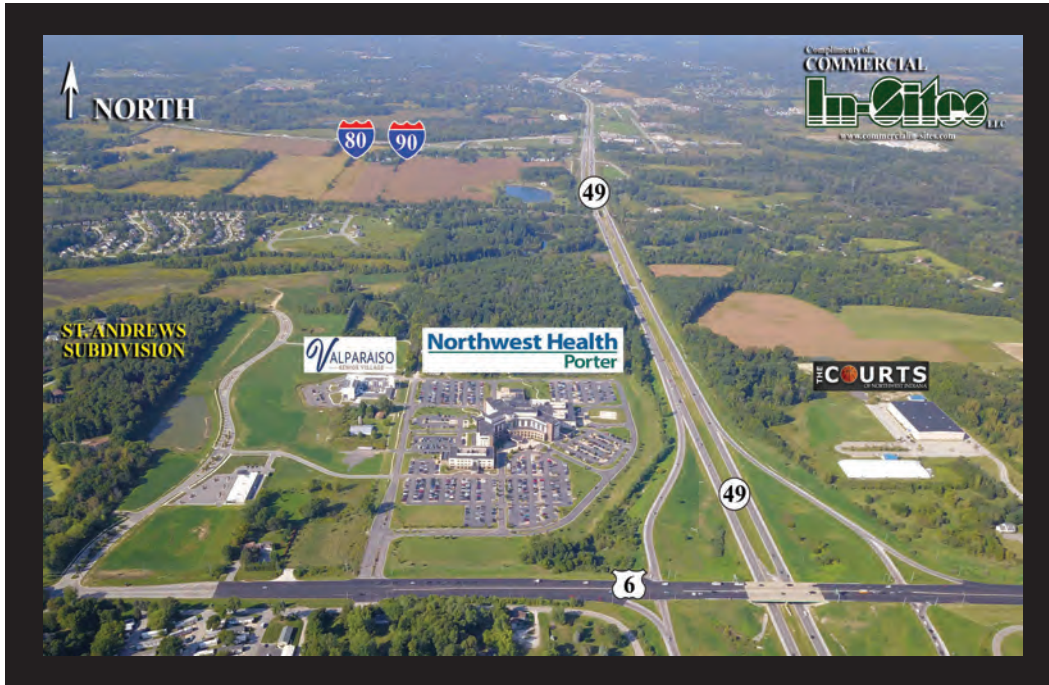 NORTH
Compliments of...
COMMERCIAL
In-Sites LLC
www.commercialin-sites.com
80
90
49
ST. ANDREWS
SUBDIVISION
VALPARAISO
SENIOR VILLAGE
Northwest Health
Porter
THE COURTS
OF NORTHWEST INDIANA
49
6